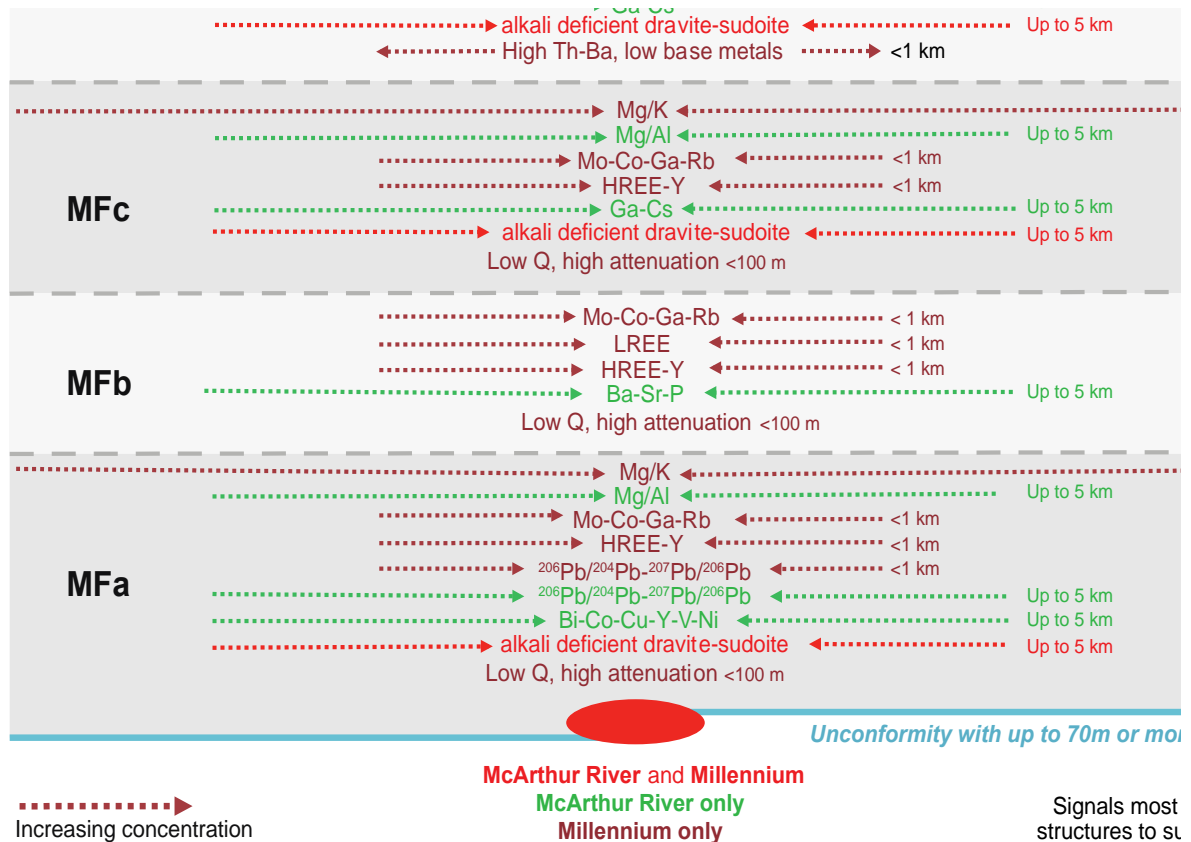 Ga-Cs
alkali deficient dravite-sudoite Up to 5 km
High Th-Ba, low base metals <1 km
Mg/K
Mg/Al Up to 5 km
Mo-Co-Ga-Rb <1 km
HREE-Y <1 km
MFc
Ga-Cs Up to 5 km
alkali deficient dravite-sudoite Up to 5 km
Low Q, high attenuation <100 m
Mo-Co-Ga-Rb < 1 km
LREE < 1 km
HREE-Y < 1 km
MFb
Ba-Sr-P Up to 5 km
Low Q, high attenuation <100 m
Mg/K
Mg/Al Up to 5 km
Mo-Co-Ga-Rb <1 km
HREE-Y <1 km
²⁰⁶Pb/²⁰⁴Pb-²⁰⁷Pb/²⁰⁶Pb <1 km
MFa
²⁰⁶Pb/²⁰⁴Pb-²⁰⁷Pb/²⁰⁶Pb Up to 5 km
Bi-Co-Cu-Y-V-Ni Up to 5 km
alkali deficient dravite-sudoite Up to 5 km
Low Q, high attenuation <100 m
Unconformity with up to 70m or mor
McArthur River and Millennium
McArthur River only
Millennium only
Increasing concentration
Signals most
structures to su